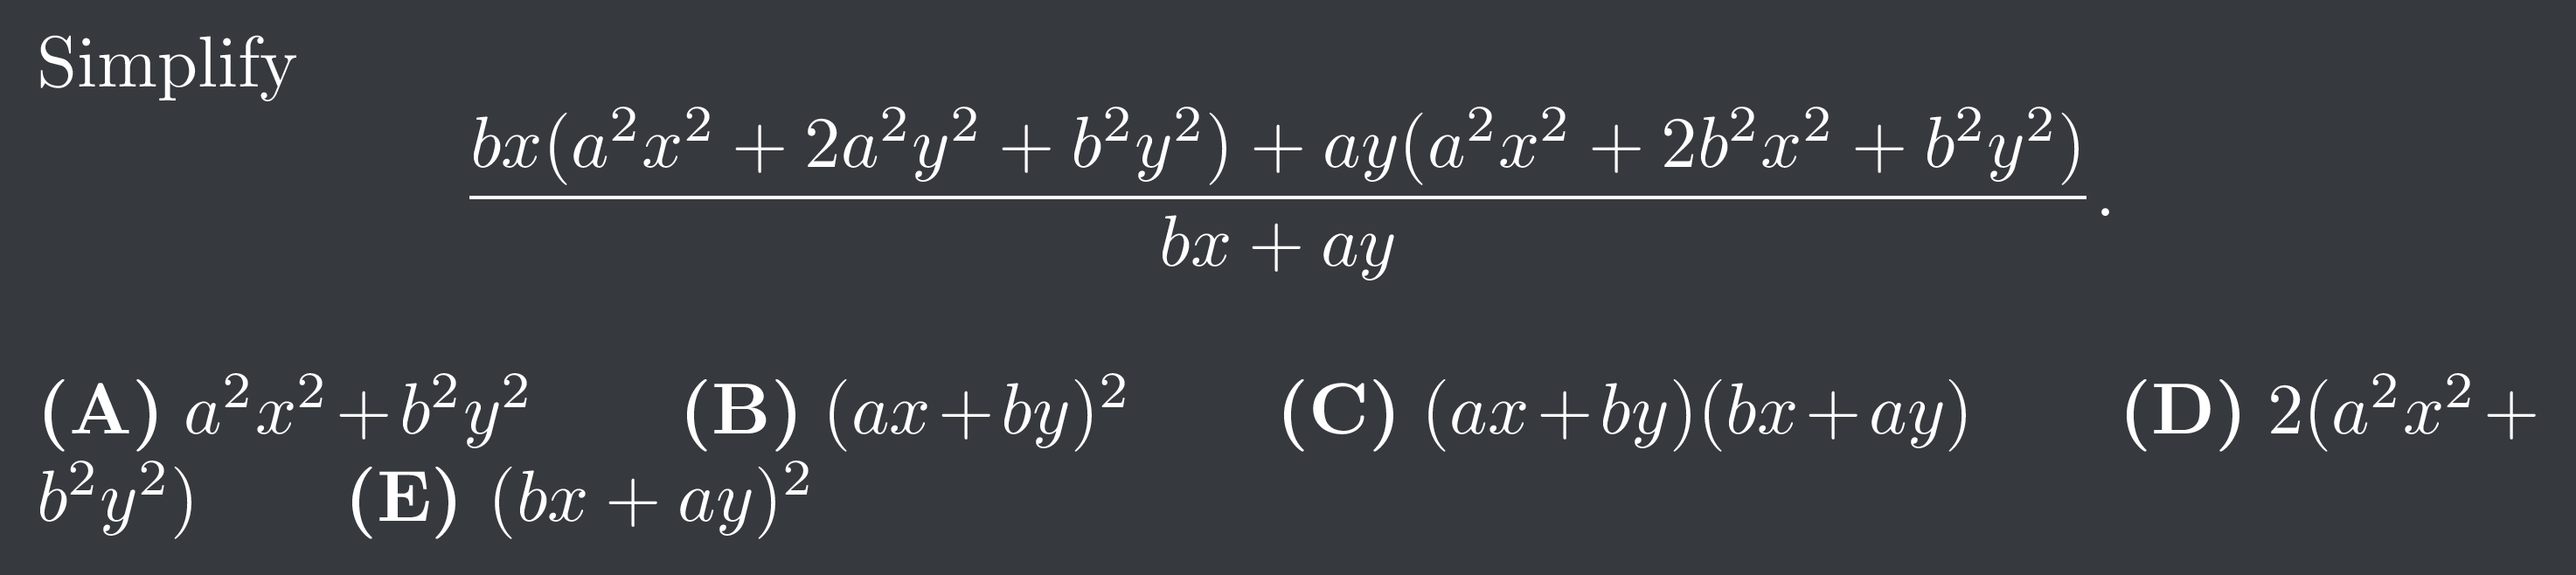 Simplify
\frac{bx(a^2x^2 + 2a^2y^2 + b^2y^2) + ay(a^2x^2 + 2b^2x^2 + b^2y^2)}{bx + ay}.
(A) a^2x^2+b^2y^2 (B) (ax+by)^2 (C) (ax+by)(bx+ay) (D) 2(a^2x^2+
b^2y^2) (E) (bx + ay)^2